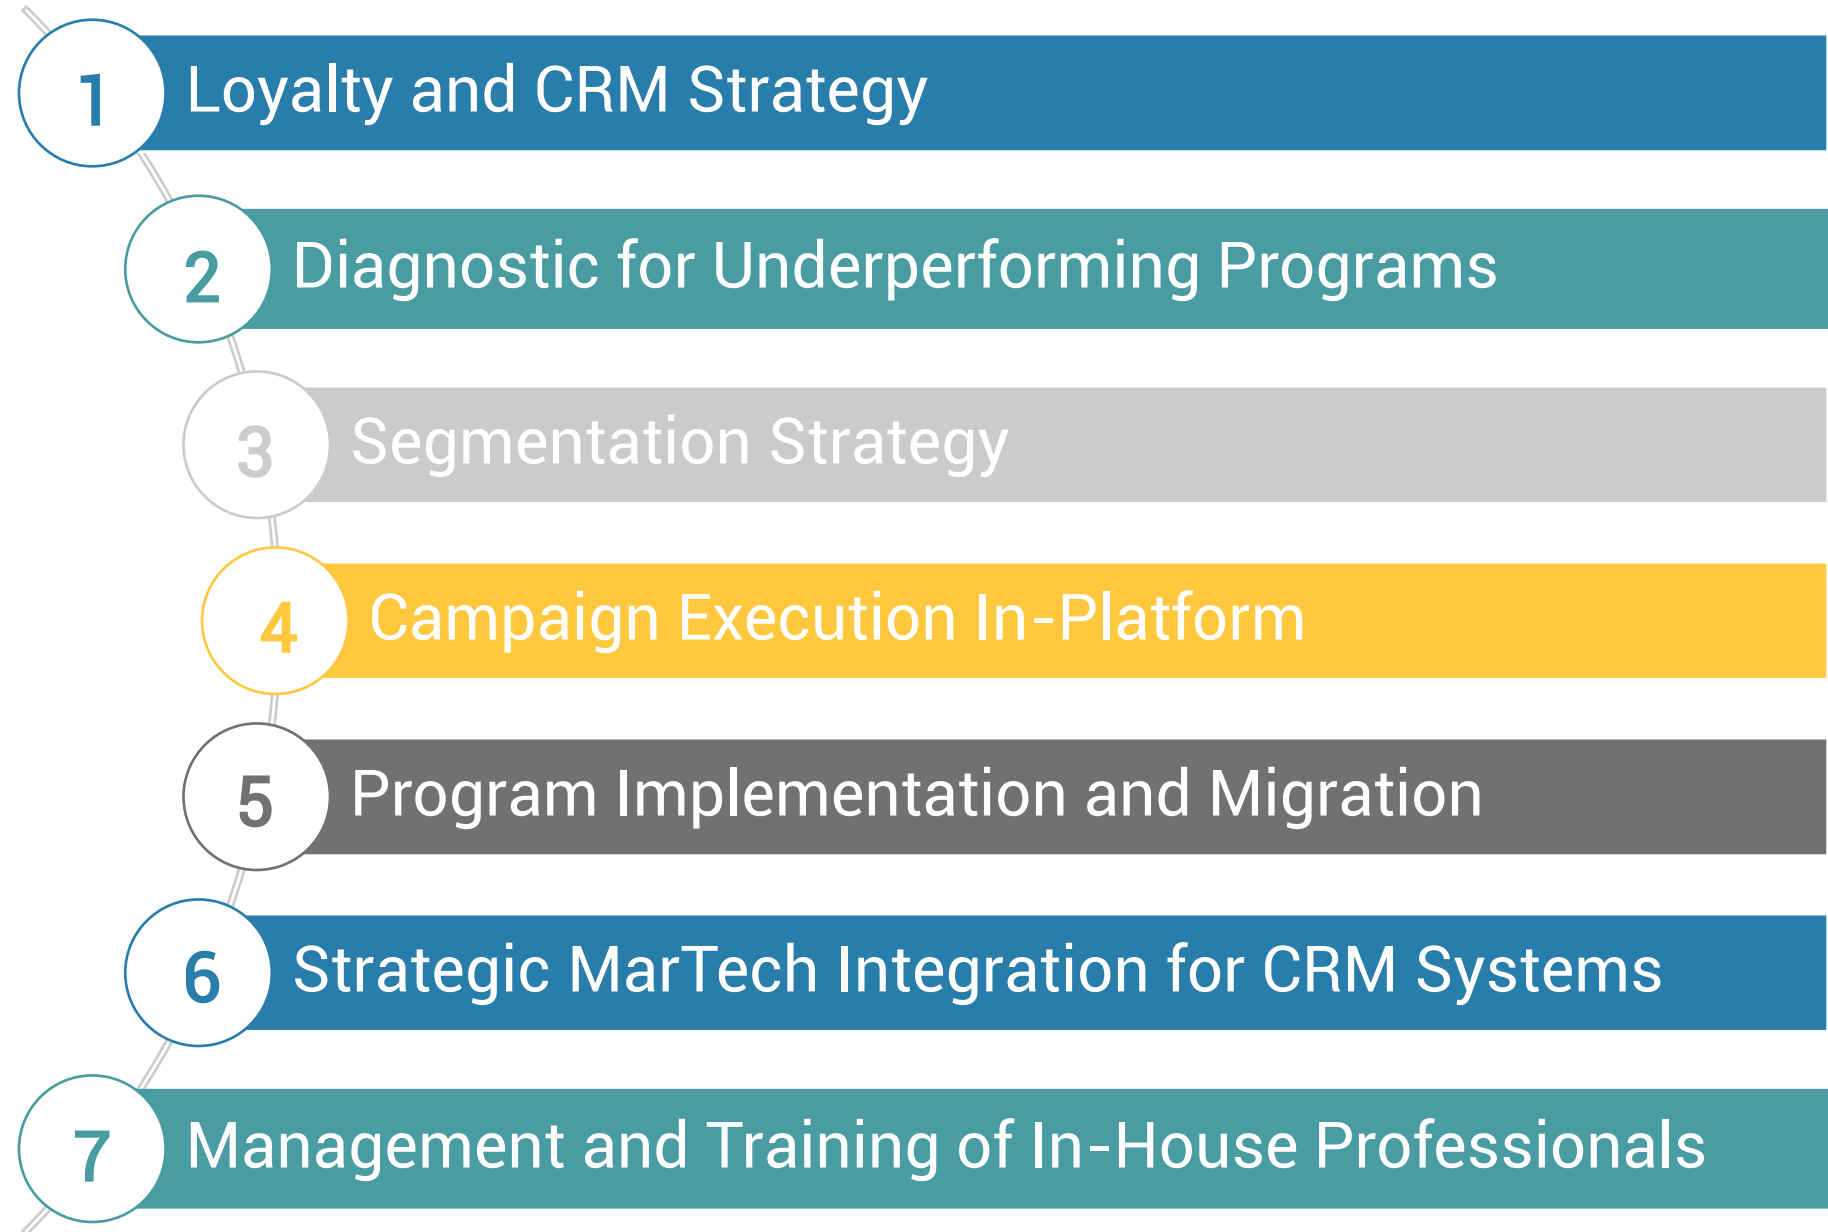 1 Loyalty and CRM Strategy
2 Diagnostic for Underperforming Programs
3 Segmentation Strategy
4 Campaign Execution In-Platform
5 Program Implementation and Migration
6 Strategic MarTech Integration for CRM Systems
7 Management and Training of In-House Professionals